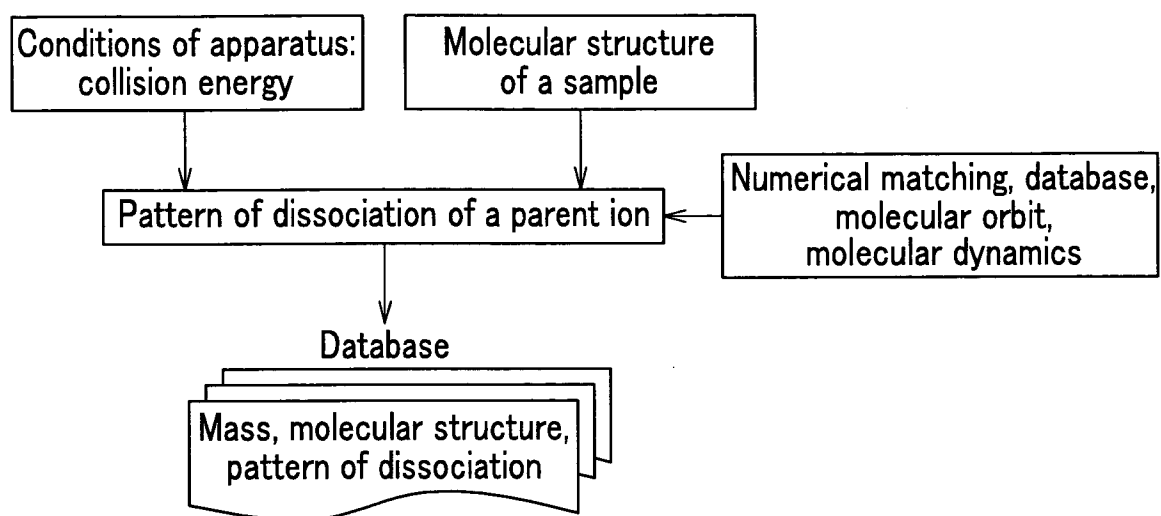 Conditions of apparatus:
collision energy
Molecular structure
of a sample
Numerical matching, database,
molecular orbit,
molecular dynamics
Pattern of dissociation of a parent ion
Database
Mass, molecular structure,
pattern of dissociation